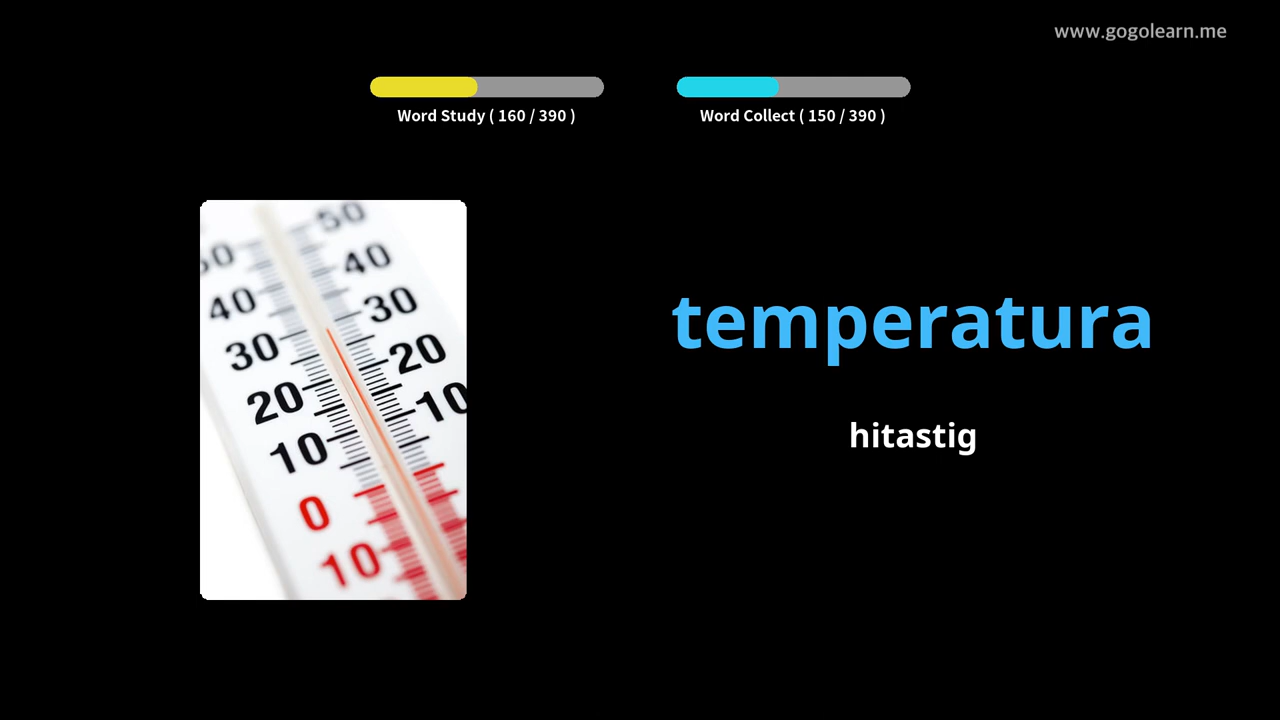 www.gogolearn.me
Word Study ( 160 / 390 )
Word Collect ( 150 / 390 )
50
40
30
20
10
40
30
20
10
0
10
temperatura
hitastig